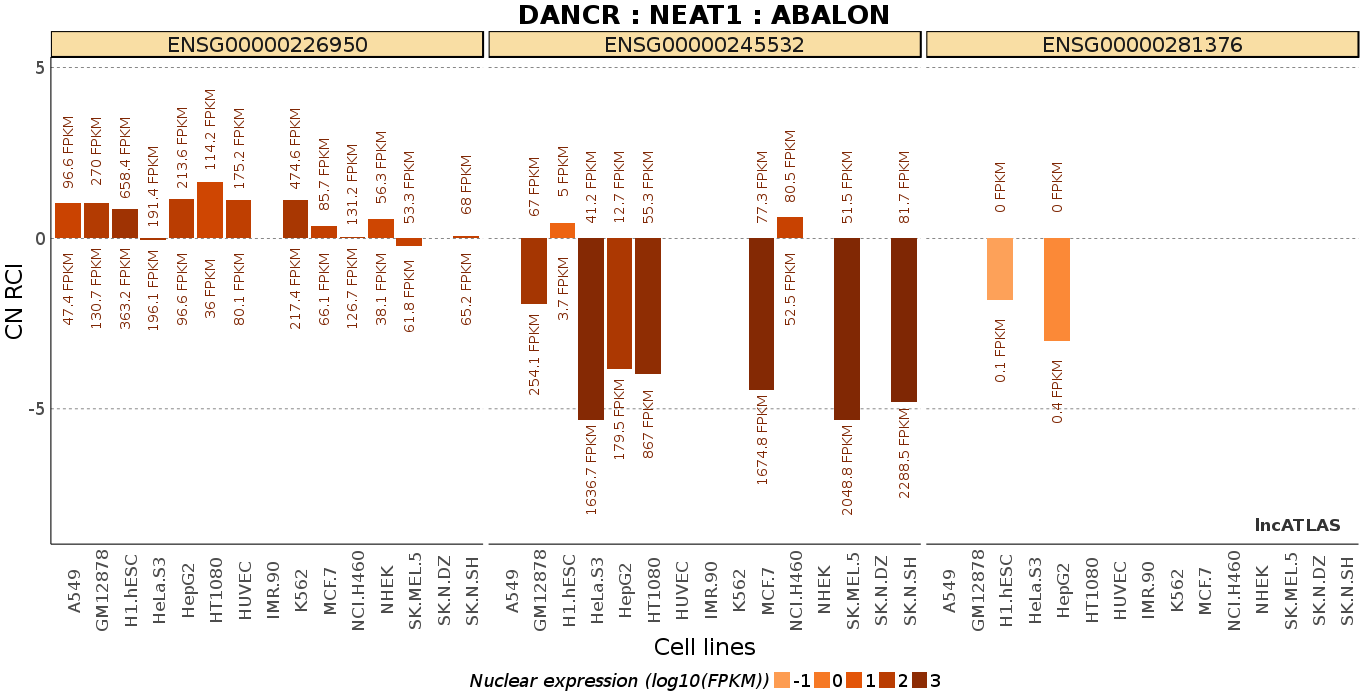 DANCR : NEAT1 : ABALON
ENSG00000226950 ENSG00000245532 ENSG00000281376
CN RCI
5
0
-5
96.6 FPKM 270 FPKM 658.4 FPKM 191.4 FPKM 213.6 FPKM 114.2 FPKM 175.2 FPKM 474.6 FPKM 85.7 FPKM 131.2 FPKM 56.3 FPKM 53.3 FPKM 68 FPKM
47.4 FPKM 130.7 FPKM 363.2 FPKM 196.1 FPKM 96.6 FPKM 36 FPKM 80.1 FPKM 217.4 FPKM 66.1 FPKM 126.7 FPKM 38.1 FPKM 61.8 FPKM 65.2 FPKM
67 FPKM 5 FPKM 41.2 FPKM 12.7 FPKM 55.3 FPKM 77.3 FPKM 80.5 FPKM 51.5 FPKM 81.7 FPKM
254.1 FPKM 3.7 FPKM 1636.7 FPKM 179.5 FPKM 867 FPKM 1674.8 FPKM 52.5 FPKM 2048.8 FPKM 2288.5 FPKM
0 FPKM 0 FPKM
0.1 FPKM 0.4 FPKM
lncATLAS
A549 GM12878 H1.hESC HeLa.S3 HepG2 HT1080 HUVEC IMR.90 K562 MCF.7 NCI.H460 NHEK SK.MEL.5 SK.N.DZ SK.N.SH
A549 GM12878 H1.hESC HeLa.S3 HepG2 HT1080 HUVEC IMR.90 K562 MCF.7 NCI.H460 NHEK SK.MEL.5 SK.N.DZ SK.N.SH
A549 GM12878 H1.hESC HeLa.S3 HepG2 HT1080 HUVEC IMR.90 K562 MCF.7 NCI.H460 NHEK SK.MEL.5 SK.N.DZ SK.N.SH
Cell lines
Nuclear expression (log10(FPKM)) -1 0 1 2 3